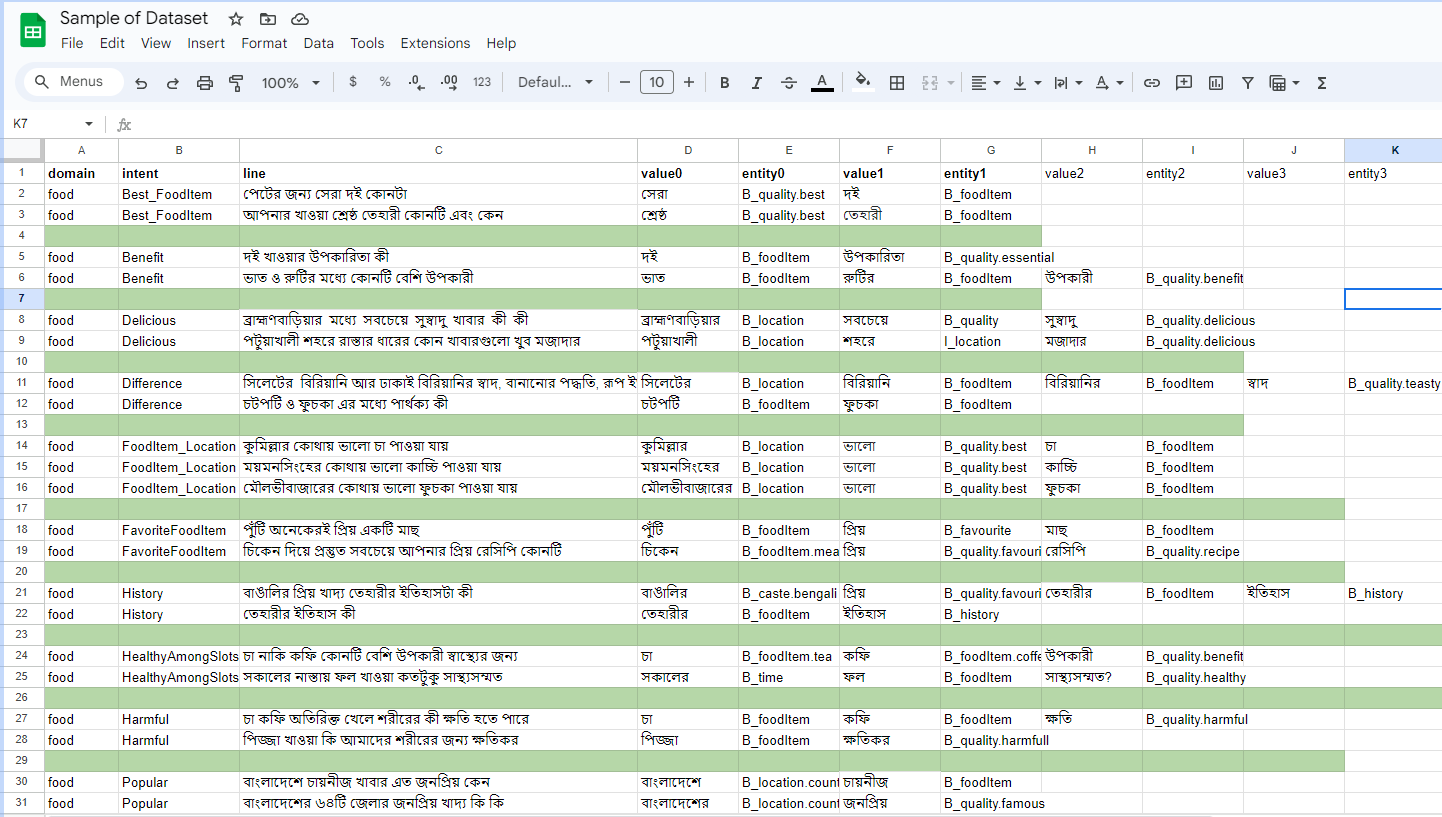 Sample of Dataset
File Edit View Insert Format Data Tools Extensions Help
Menus 100% $ % .0 .00 123 Defaul... 10 B I A Σ
K7 fx
A B C D E F G H I J K
1 domain intent line value0 entity0 value1 entity1 value2 entity2 value3 entity3
2 food Best_FoodItem পেটের জন্য সেরা দই কোনটা সেরা B_quality.best দই B_foodItem
3 food Best_FoodItem আপনার খাওয়া শ্রেষ্ঠ তেহারী কোনটি এবং কেন শ্রেষ্ঠ B_quality.best তেহারী B_foodItem
4
5 food Benefit দই খাওয়ার উপকারিতা কী দই B_foodItem উপকারিতা B_quality.essential
6 food Benefit ভাত ও রুটির মধ্যে কোনটি বেশি উপকারী ভাত B_foodItem রুটির B_foodItem উপকারী B_quality.benefit
7
8 food Delicious ব্রাহ্মণবাড়িয়ার মধ্যে সবচেয়ে সুস্বাদু খাবার কী কী ব্রাহ্মণবাড়িয়ার B_location সবচেয়ে B_quality সুস্বাদু B_quality.delicious
9 food Delicious পটুয়াখালী শহরে রাস্তার ধারের কোন খাবারগুলো খুব মজাদার পটুয়াখালী B_location শহরে I_location মজাদার B_quality.delicious
10
11 food Difference সিলেটের বিরিয়ানি আর ঢাকাই বিরিয়ানির স্বাদ, বানানোর পদ্ধতি, রূপ ই সিলেটের B_location বিরিয়ানি B_foodItem বিরিয়ানির B_foodItem স্বাদ B_quality.teasty
12 food Difference চটপটি ও ফুচকা এর মধ্যে পার্থক্য কী চটপটি B_foodItem ফুচকা B_foodItem
13
14 food FoodItem_Location কুমিল্লার কোথায় ভালো চা পাওয়া যায় কুমিল্লার B_location ভালো B_quality.best চা B_foodItem
15 food FoodItem_Location ময়মনসিংহের কোথায় ভালো কাচ্চি পাওয়া যায় ময়মনসিংহের B_location ভালো B_quality.best কাচ্চি B_foodItem
16 food FoodItem_Location মৌলভীবাজারের কোথায় ভালো ফুচকা পাওয়া যায় মৌলভীবাজারের B_location ভালো B_quality.best ফুচকা B_foodItem
17
18 food FavoriteFoodItem পুঁটি অনেকেরই প্রিয় একটি মাছ পুঁটি B_foodItem প্রিয় B_favourite মাছ B_foodItem
19 food FavoriteFoodItem চিকেন দিয়ে প্রস্তুত সবচেয়ে আপনার প্রিয় রেসিপি কোনটি চিকেন B_foodItem.mea প্রিয় B_quality.favouri রেসিপি B_quality.recipe
20
21 food History বাঙালির প্রিয় খাদ্য তেহারীর ইতিহাসটা কী বাঙালির B_caste.bengali প্রিয় B_quality.favouri তেহারীর B_foodItem ইতিহাস B_history
22 food History তেহারীর ইতিহাস কী তেহারীর B_foodItem ইতিহাস B_history
23
24 food HealthyAmongSlots চা নাকি কফি কোনটি বেশি উপকারী স্বাস্থ্যের জন্য চা B_foodItem.tea কফি B_foodItem.coffe উপকারী B_quality.benefit
25 food HealthyAmongSlots সকালের নাস্তায় ফল খাওয়া কতটুকু সাস্থ্যসম্মত সকালের B_time ফল B_foodItem সাস্থ্যসম্মত? B_quality.healthy
26
27 food Harmful চা কফি অতিরিক্ত খেলে শরীরের কী ক্ষতি হতে পারে চা B_foodItem কফি B_foodItem ক্ষতি B_quality.harmful
28 food Harmful পিজ্জা খাওয়া কি আমাদের শরীরের জন্য ক্ষতিকর পিজ্জা B_foodItem ক্ষতিকর B_quality.harmfull
29
30 food Popular বাংলাদেশে চায়নীজ খাবার এত জনপ্রিয় কেন বাংলাদেশে B_location.count চায়নীজ B_foodItem
31 food Popular বাংলাদেশের ৬৪টি জেলার জনপ্রিয় খাদ্য কি কি বাংলাদেশের B_location.count জনপ্রিয় B_quality.famous